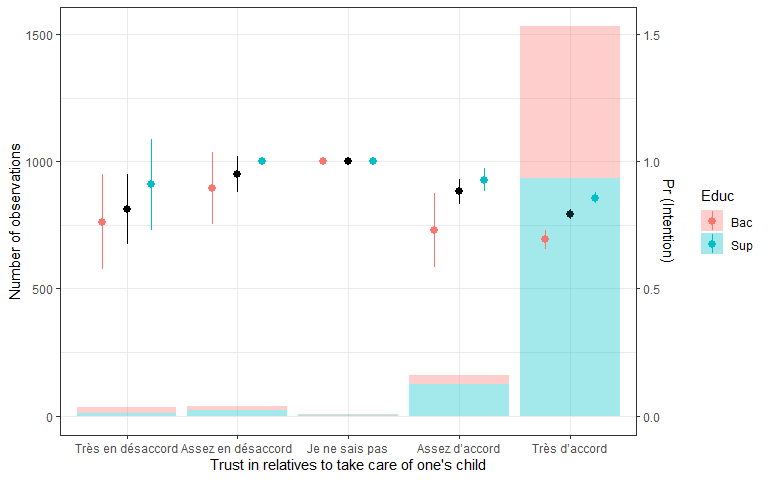 1500
1000
500
0
Number of observations
1.5
1.0
0.5
0.0
Pr (Intention)
Très en désaccord
Assez en désaccord
Je ne sais pas
Assez d'accord
Très d'accord
Trust in relatives to take care of one's child
Educ
Bac
Sup